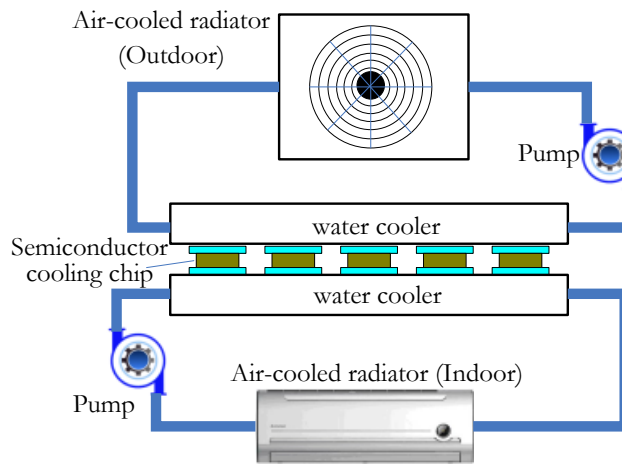 Air-cooled radiator
(Outdoor)
Pump
water cooler
Semiconductor
cooling chip
water cooler
Air-cooled radiator (Indoor)
Pump